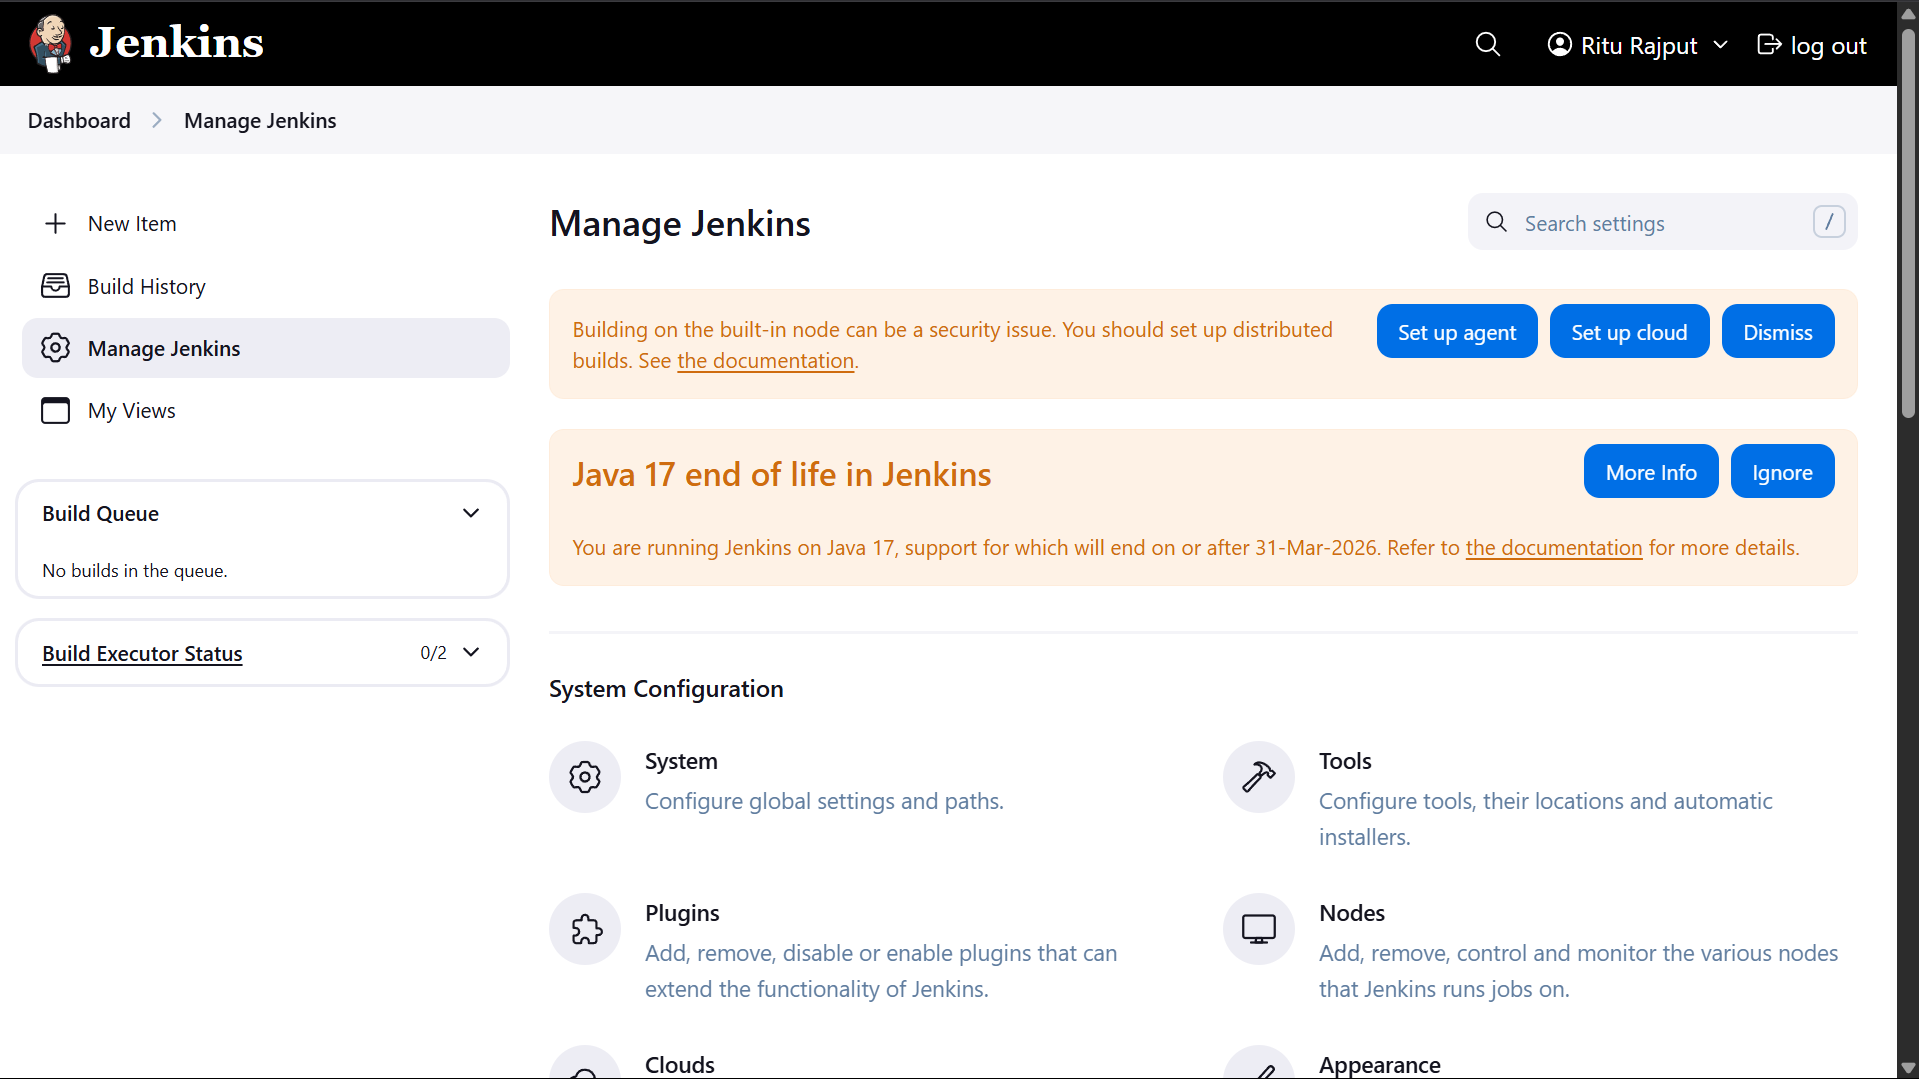 Jenkins
Ritu Rajput
log out
Dashboard
Manage Jenkins
New Item
Build History
Manage Jenkins
My Views
Build Queue
No builds in the queue.
Build Executor Status
0/2
Manage Jenkins
Search settings
/
Building on the built-in node can be a security issue. You should set up distributed
builds. See the documentation.
Set up agent
Set up cloud
Dismiss
Java 17 end of life in Jenkins
More Info
Ignore
You are running Jenkins on Java 17, support for which will end on or after 31-Mar-2026. Refer to the documentation for more details.
System Configuration
System
Configure global settings and paths.
Tools
Configure tools, their locations and automatic
installers.
Plugins
Add, remove, disable or enable plugins that can
extend the functionality of Jenkins.
Nodes
Add, remove, control and monitor the various nodes
that Jenkins runs jobs on.
Clouds
Appearance